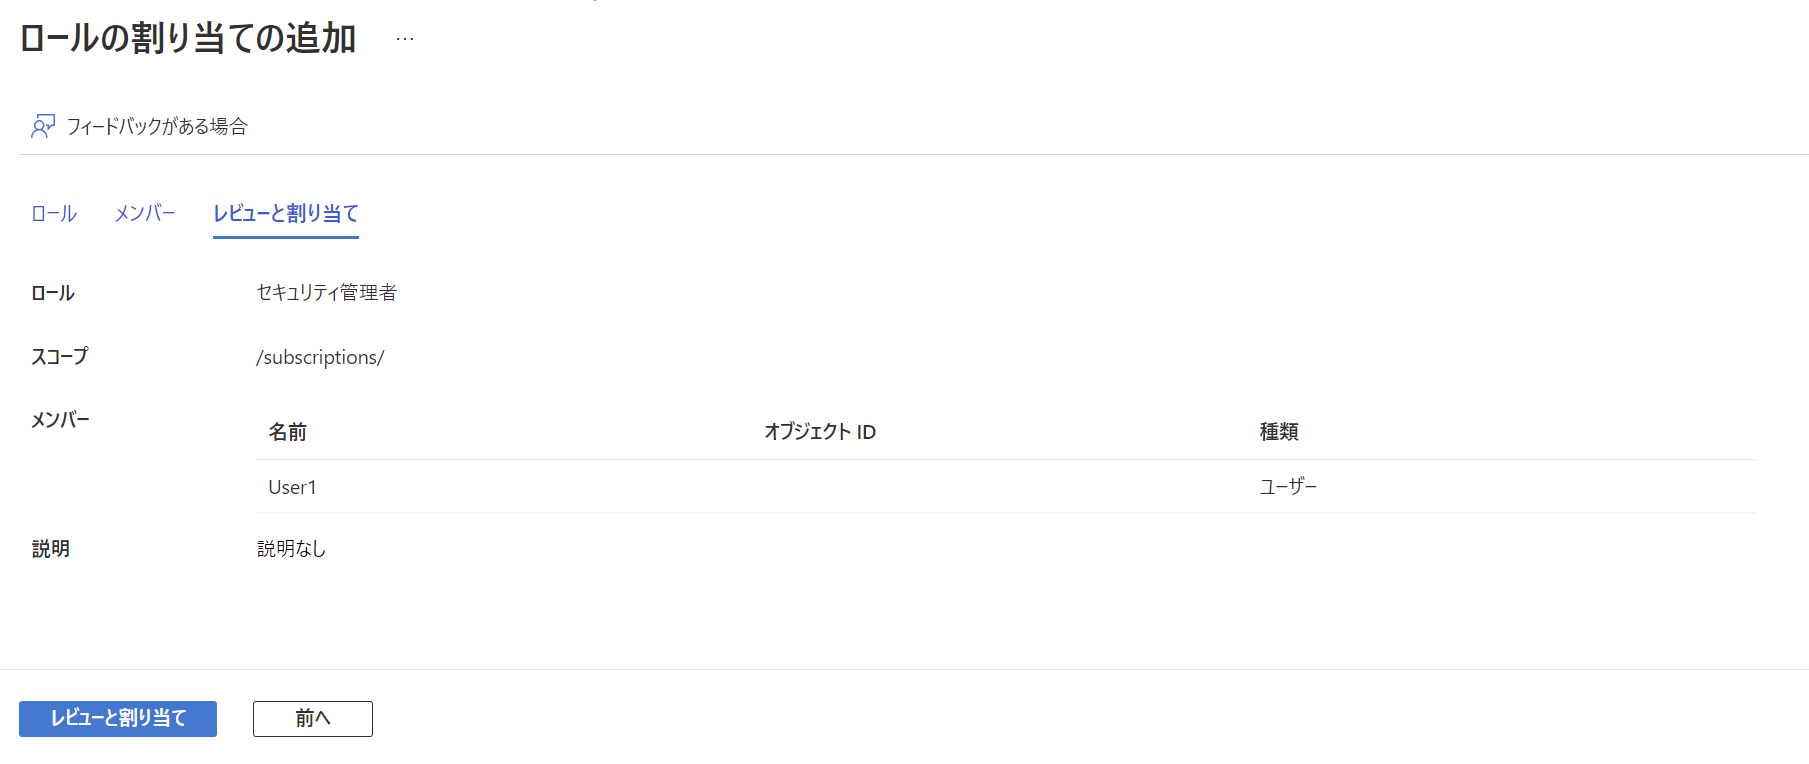 ロールの割り当ての追加 ...
フィードバックがある場合
ロール メンバー レビューと割り当て
ロール セキュリティ管理者
スコープ /subscriptions/
メンバー
名前 オブジェクト ID 種類
User1 ユーザー
説明 説明なし
レビューと割り当て 前へ